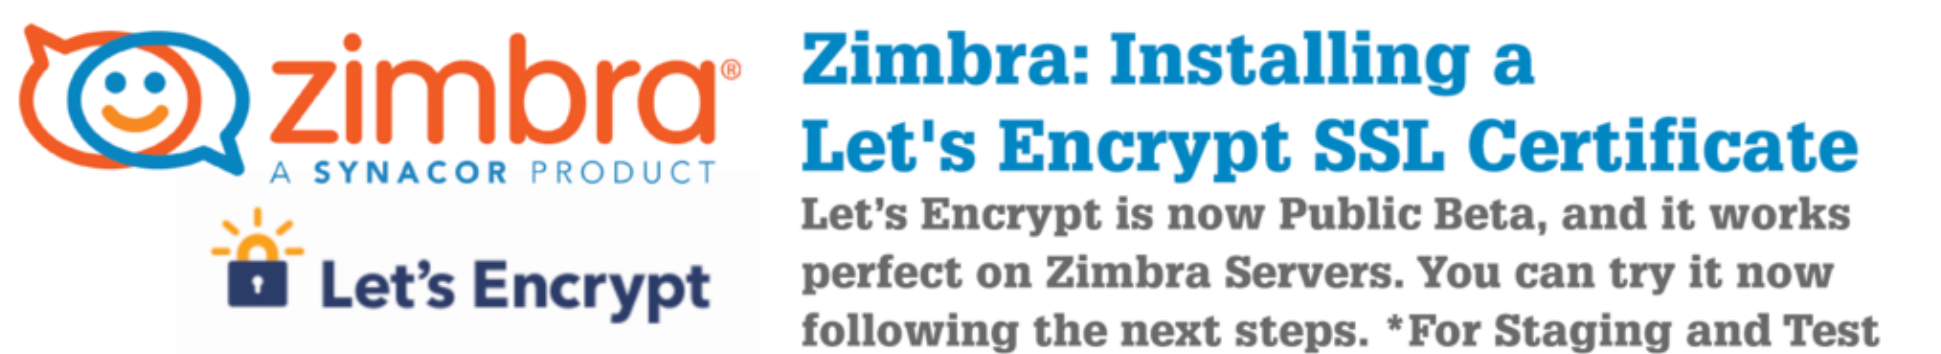 zimbra®
A SYNACOR PRODUCT
Let's Encrypt
Zimbra: Installing a
Let's Encrypt SSL Certificate
Let’s Encrypt is now Public Beta, and it works
perfect on Zimbra Servers. You can try it now
following the next steps. *For Staging and Test